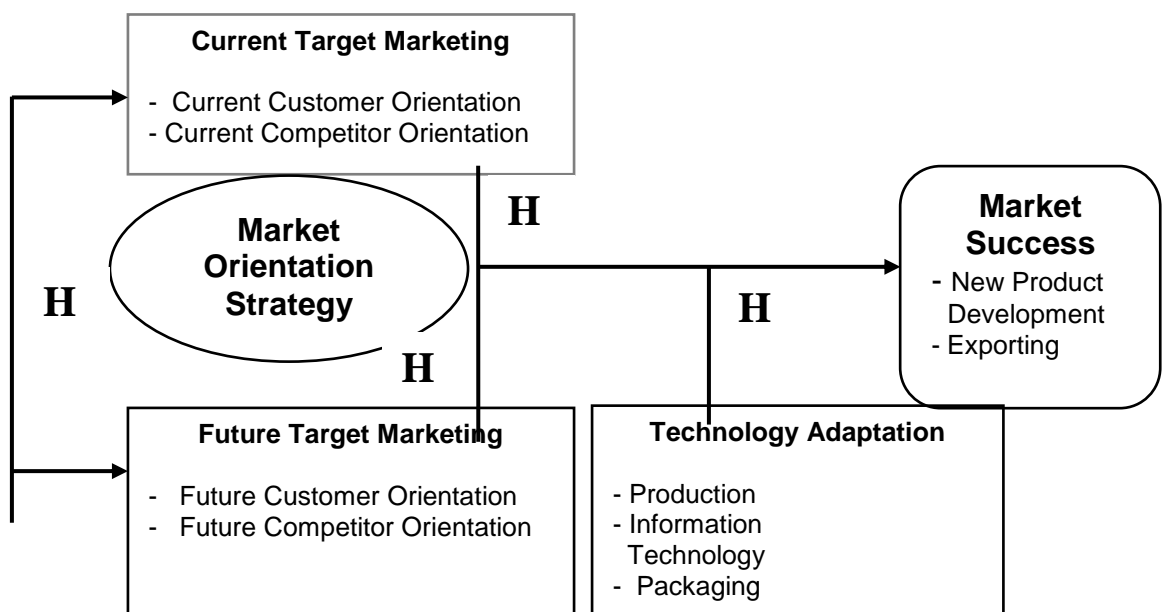 Current Target Marketing
- Current Customer Orientation
- Current Competitor Orientation
H
Market
Orientation
Strategy
H
H
Market
Success
- New Product
Development
- Exporting
H
Future Target Marketing
- Future Customer Orientation
- Future Competitor Orientation
Technology Adaptation
- Production
- Information
Technology
- Packaging